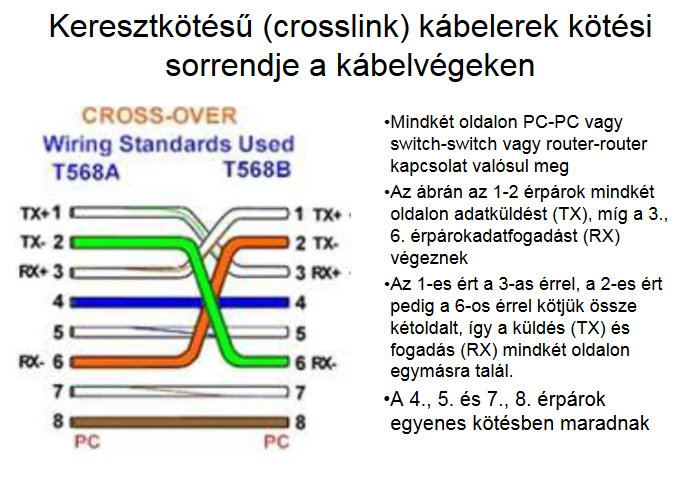 Keresztkötésű (crosslink) kábelerek kötési
sorrendje a kábelvégeken
CROSS-OVER
Wiring Standards Used
T568A T568B
TX+ 1 1 TX+
TX- 2 2 TX-
RX+ 3 3 RX+
4 4
5 5
RX- 6 6 RX-
7 7
8 8
PC PC
•Mindkét oldalon PC-PC vagy
switch-switch vagy router-router
kapcsolat valósul meg
•Az ábrán az 1-2 érpárok mindkét
oldalon adatküldést (TX), míg a 3.,
6. érpárokadatfogadást (RX)
végeznek
•Az 1-es ért a 3-as érrel, a 2-es ért
pedig a 6-os érrel kötjük össze
kétoldalt, így a küldés (TX) és
fogadás (RX) mindkét oldalon
egymásra talál.
•A 4., 5. és 7., 8. érpárok
egyenes kötésben maradnak